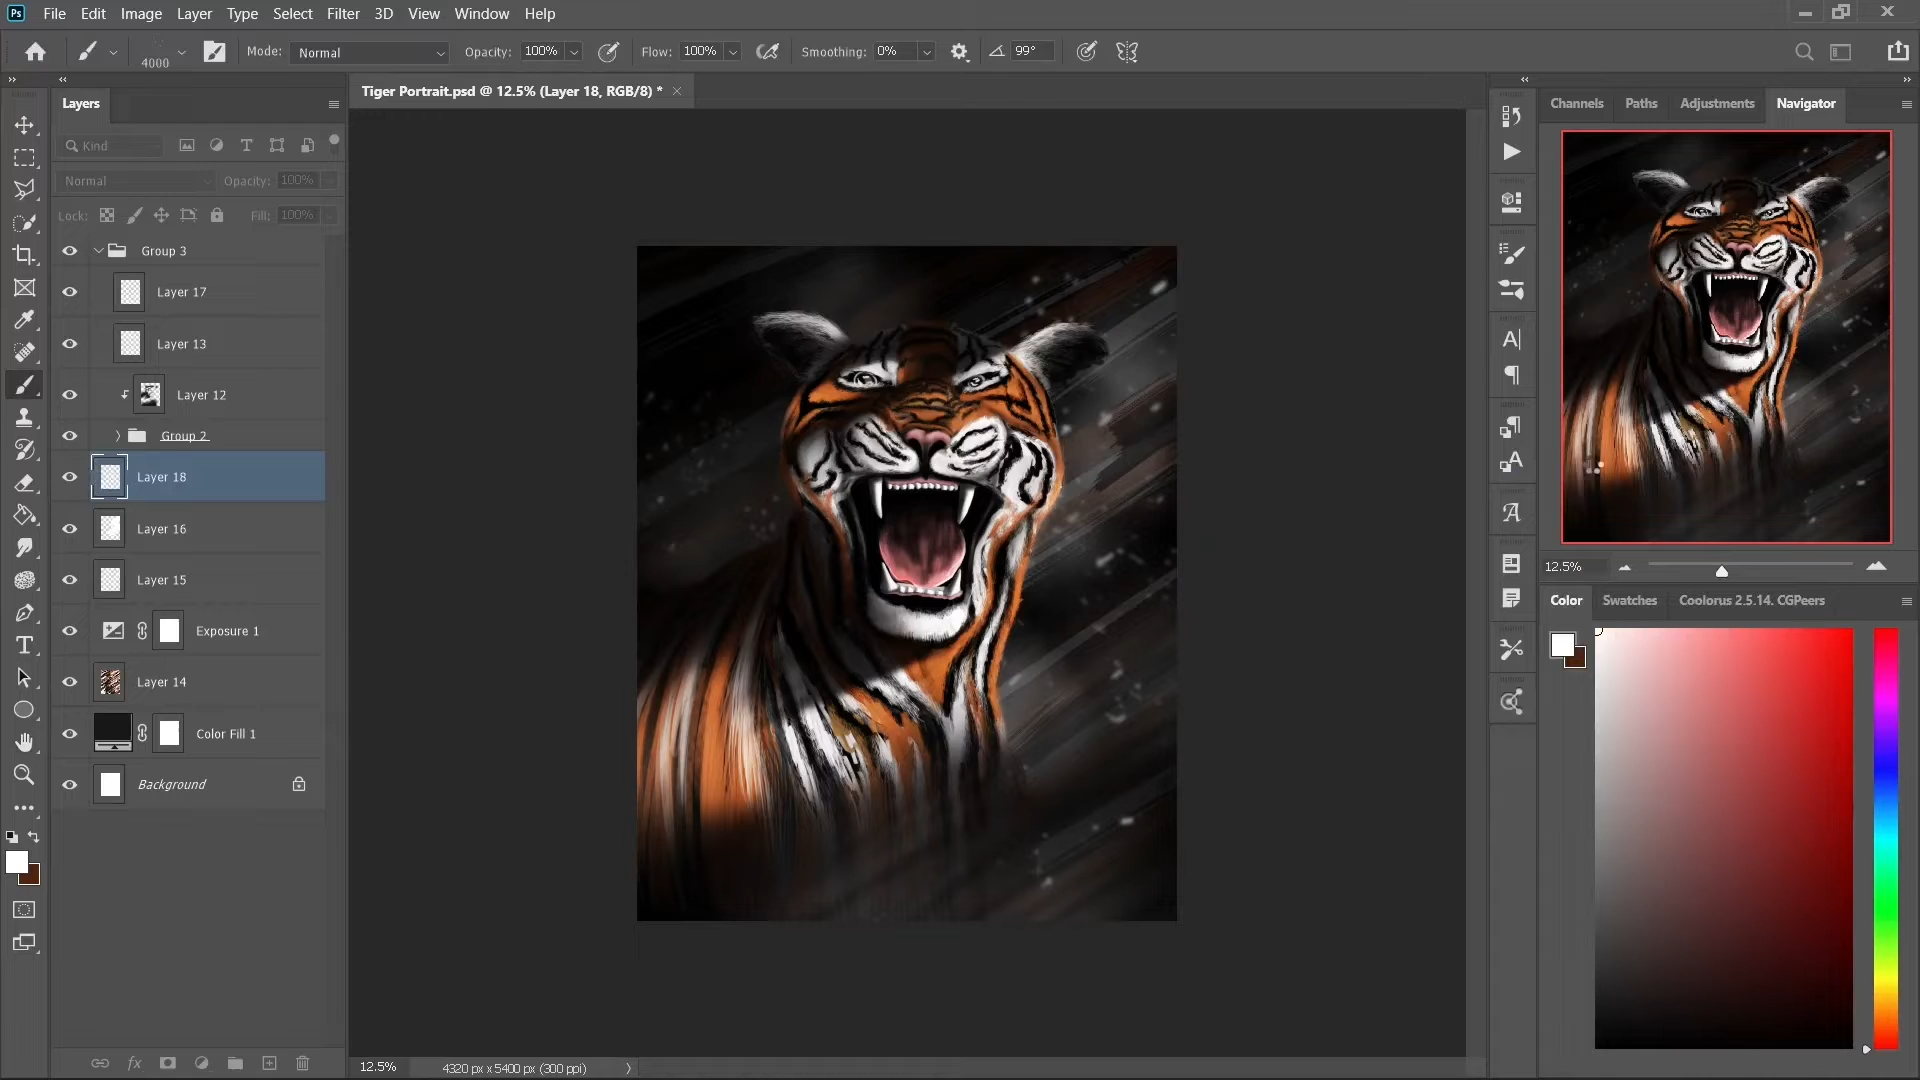 Ps File Edit Image Layer Type Select Filter 3D View Window Help
4000 Mode: Normal Opacity: 100% Flow: 100% Smoothing: 0% 99°
Layers
Tiger Portrait.psd @ 12.5% (Layer 18, RGB/8) *
Channels Paths Adjustments Navigator
Kind
Normal Opacity: 100%
Lock: Fill: 100%
Group 3
Layer 17
Layer 13
Layer 12
Group 2
Layer 18
Layer 16
Layer 15
Exposure 1
Layer 14
Color Fill 1
Background
12.5%
Color Swatches Coolorus 2.5.14. CGPeers
12.5% 4320 px x 5400 px (300 ppi)